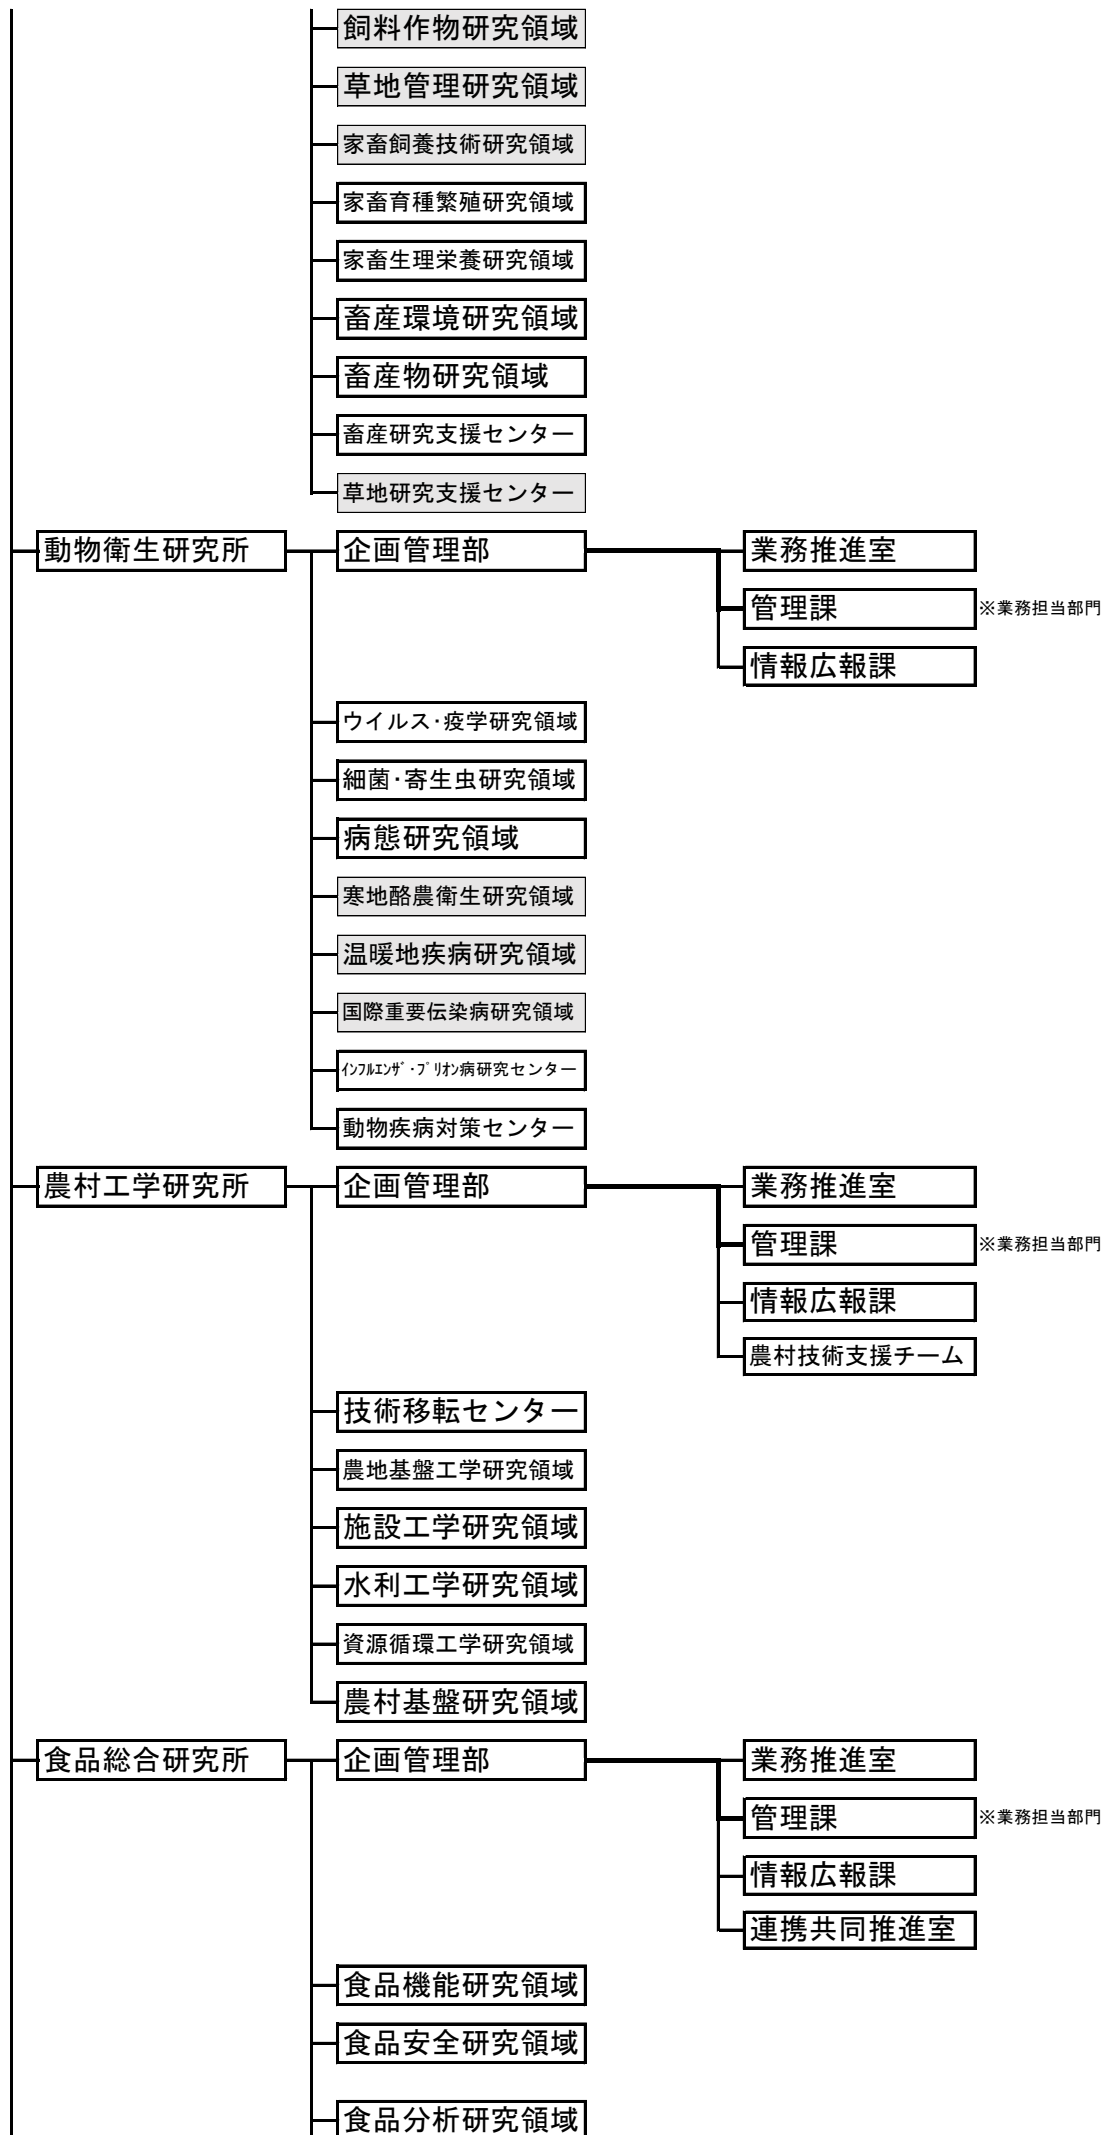 飼料作物研究領域
草地管理研究領域
家畜飼養技術研究領域
家畜育種繁殖研究領域
家畜生理栄養研究領域
畜産環境研究領域
畜産物研究領域
畜産研究支援センター
草地研究支援センター
動物衛生研究所 企画管理部 業務推進室
管理課 ※業務担当部門
情報広報課
ウイルス･疫学研究領域
細菌･寄生虫研究領域
病態研究領域
寒地酪農衛生研究領域
温暖地疾病研究領域
国際重要伝染病研究領域
ｲﾝﾌﾙｴﾝｻﾞ･ﾌﾟﾘｵﾝ病研究センター
動物疾病対策センター
農村工学研究所 企画管理部 業務推進室
管理課 ※業務担当部門
情報広報課
農村技術支援チーム
技術移転センター
農地基盤工学研究領域
施設工学研究領域
水利工学研究領域
資源循環工学研究領域
農村基盤研究領域
食品総合研究所 企画管理部 業務推進室
管理課 ※業務担当部門
情報広報課
連携共同推進室
食品機能研究領域
食品安全研究領域
食品分析研究領域